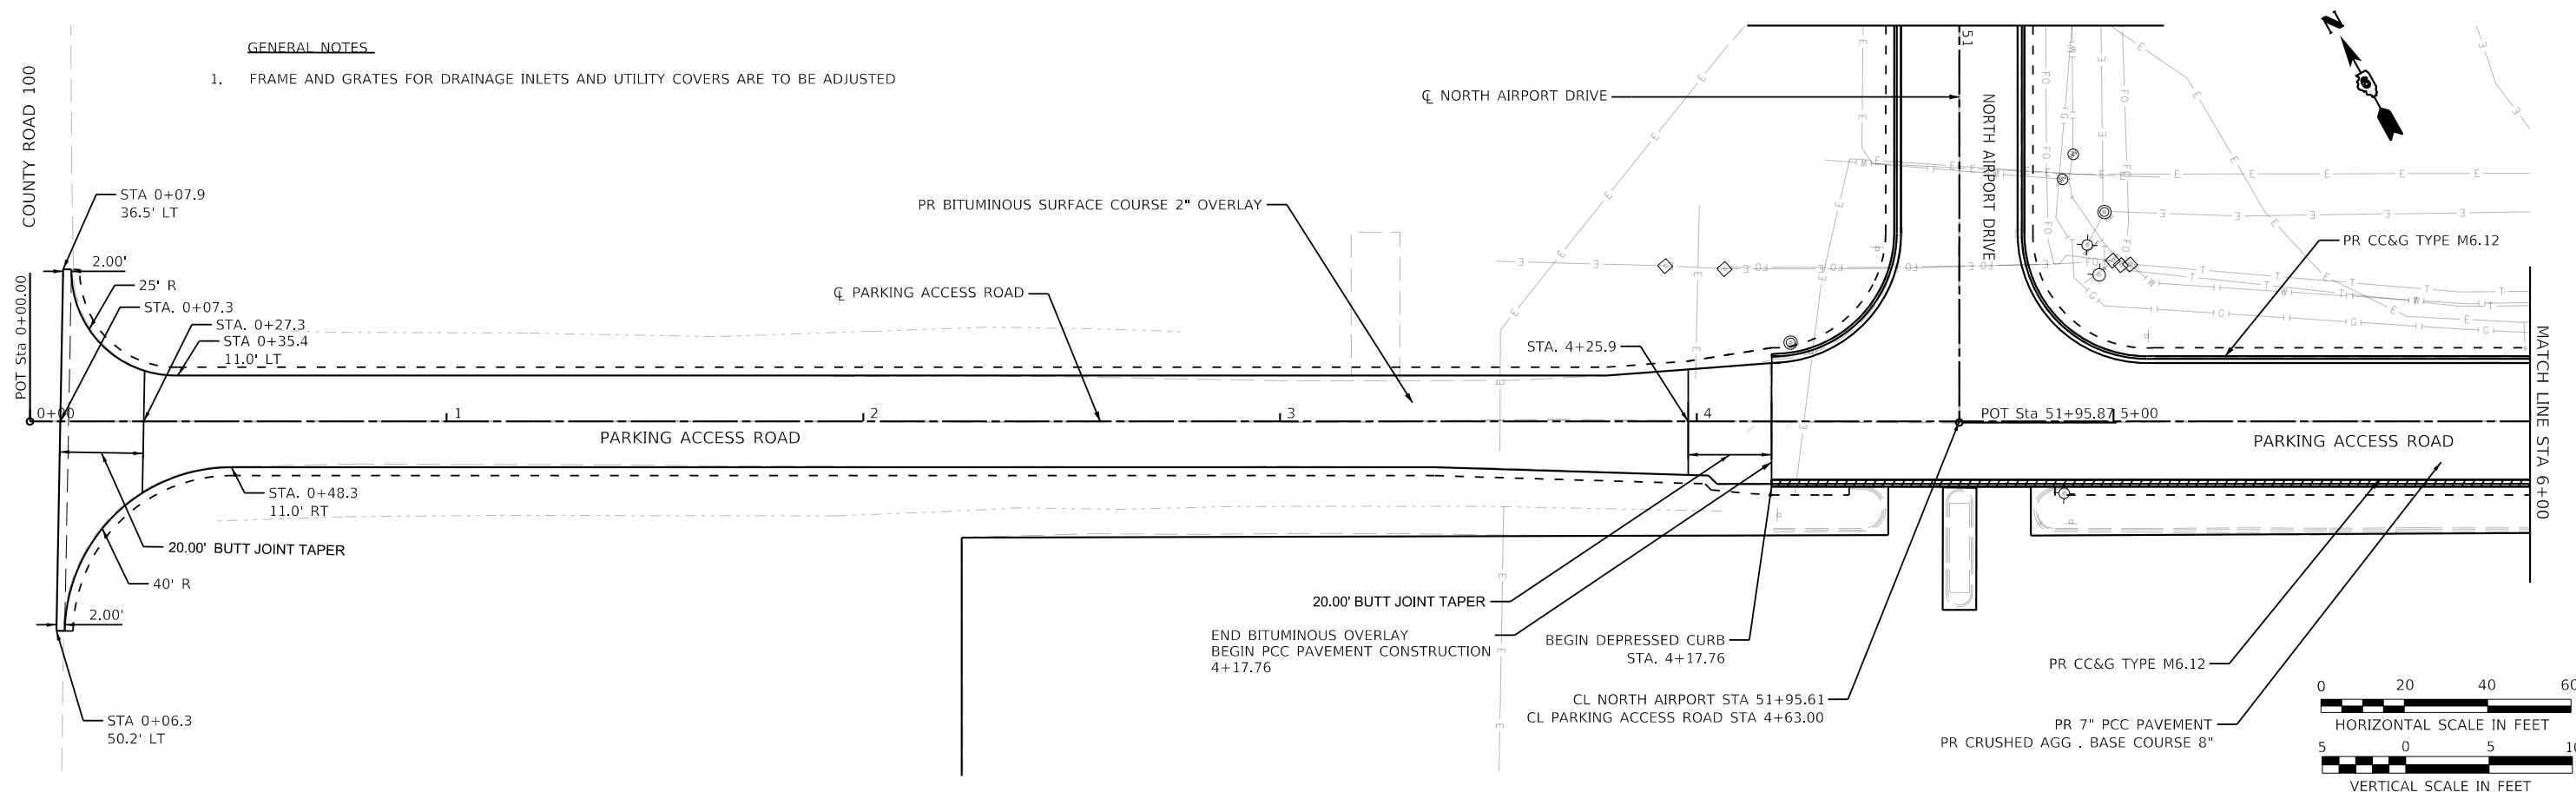 GENERAL NOTES
1. FRAME AND GRATES FOR DRAINAGE INLETS AND UTILITY COVERS ARE TO BE ADJUSTED
COUNTY ROAD 100
STA 0+07.9
36.5' LT
2.00'
25' R
STA. 0+07.3
STA. 0+27.3
STA 0+35.4
11.0' LT
POT Sta 0+00.00
0+00
1
2
3
4
5+00
PARKING ACCESS ROAD
STA. 0+48.3
11.0' RT
20.00' BUTT JOINT TAPER
40' R
2.00'
STA 0+06.3
50.2' LT
PR BITUMINOUS SURFACE COURSE 2" OVERLAY
℄ PARKING ACCESS ROAD
℄ NORTH AIRPORT DRIVE
51
NORTH AIRPORT DRIVE
N
PR CC&G TYPE M6.12
STA. 4+25.9
POT Sta 51+95.87
PARKING ACCESS ROAD
MATCH LINE STA 6+00
20.00' BUTT JOINT TAPER
END BITUMINOUS OVERLAY
BEGIN PCC PAVEMENT CONSTRUCTION
4+17.76
BEGIN DEPRESSED CURB
STA. 4+17.76
CL NORTH AIRPORT STA 51+95.61
CL PARKING ACCESS ROAD STA 4+63.00
PR CC&G TYPE M6.12
PR 7" PCC PAVEMENT
PR CRUSHED AGG . BASE COURSE 8"
0 20 40 60
HORIZONTAL SCALE IN FEET
5 0 5 10
VERTICAL SCALE IN FEET